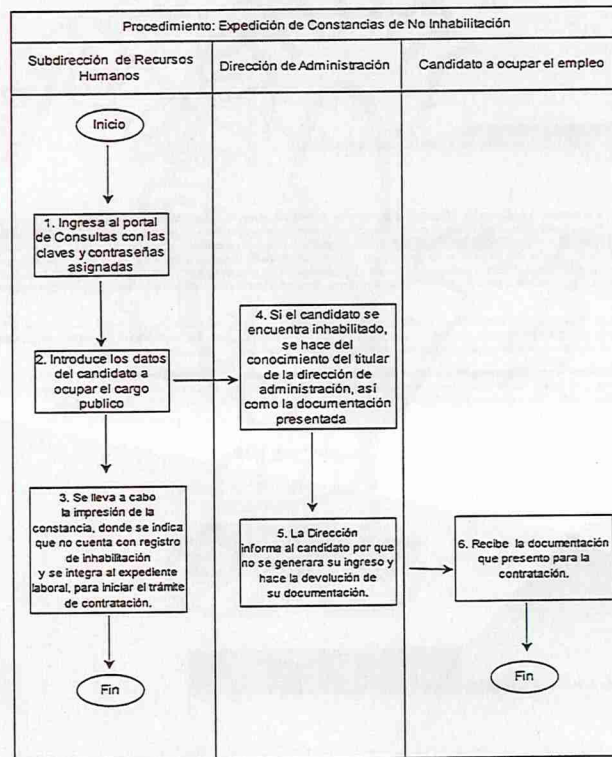 Procedimiento: Expedición de Constancias de No Inhabilitación
Subdirección de Recursos
Humanos
Dirección de Administración
Candidato a ocupar el empleo
Inicio
1. Ingresa al portal
de Consultas con las
claves y contraseñas
asignadas
2. Introduce los datos
del candidato a
ocupar el cargo
publico
3. Se lleva a cabo
la impresión de la
constancia, donde se indica
que no cuenta con registro
de inhabilitación
y se integra al expediente
laboral, para iniciar el trámite
de contratación.
Fin
4. Si el candidato se
encuentra inhabilitado,
se hace del
conocimiento del titular
de la dirección de
administración, así
como la documentación
presentada
5. La Dirección
informa al candidato por que
no se generara su ingreso y
hace la devolución de
su documentación.
6. Recibe la documentación
que presento para la
contratación.
Fin